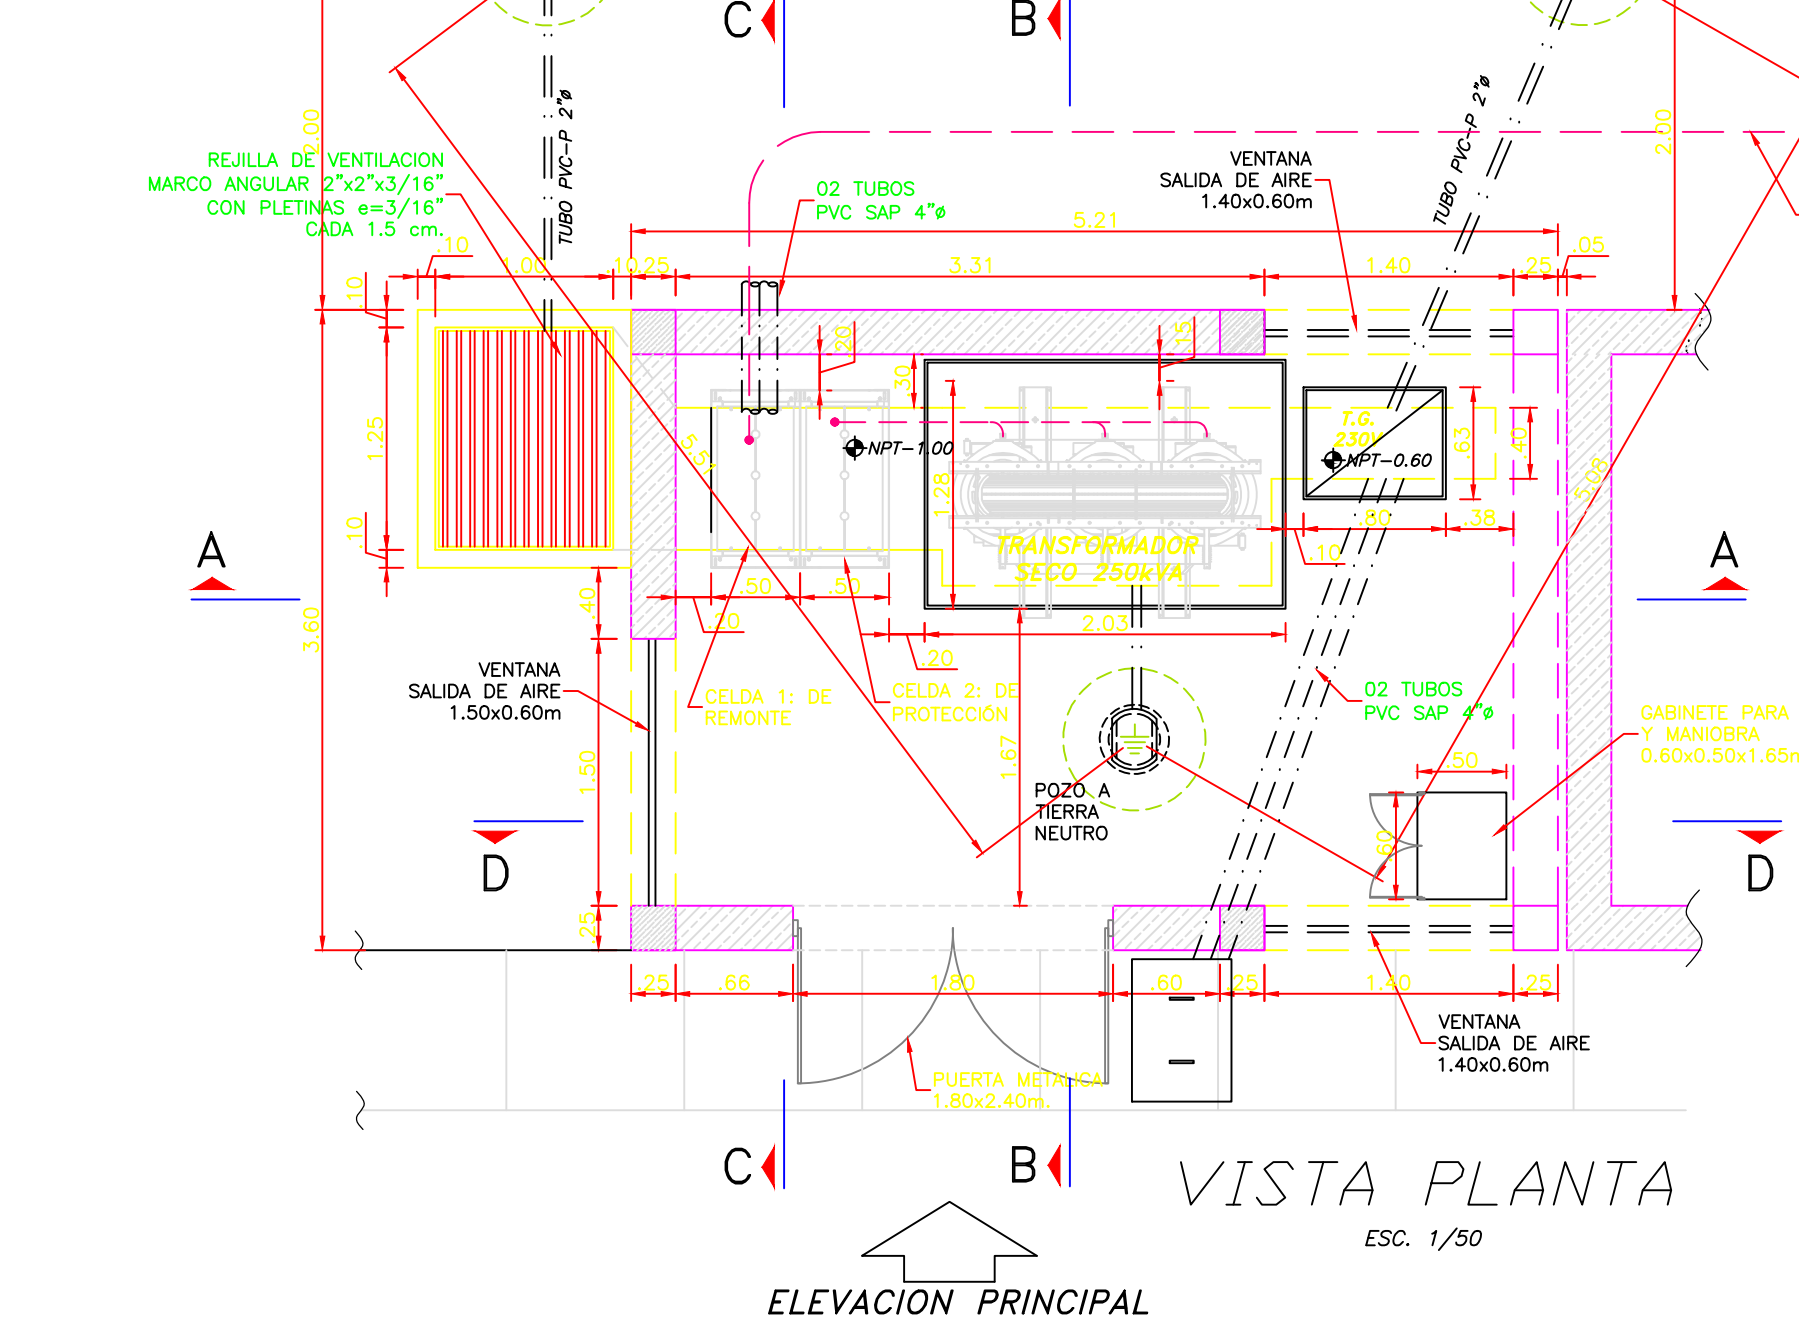 C
B
2.00
TUBO PVC-P 2"ø
TUBO PVC-P 2"ø
2.00
REJILLA DE VENTILACION
MARCO ANGULAR 2"x2"x3/16"
CON PLETINAS e=3/16"
CADA 1.5 cm.
02 TUBOS
PVC SAP 4"ø
VENTANA
SALIDA DE AIRE
1.40x0.60m
5.21
.10
1.00
.10
.25
3.31
1.40
.25
.05
.10
.20
.15
.30
1.25
5.51
NPT-1.00
T.G.
230V
NPT-0.60
.63
.40
5.08
1.28
.10
.80
.38
.10
TRANSFORMADOR
SECO 250kVA
A
A
.50
.50
.40
.20
2.03
.20
3.60
VENTANA
SALIDA DE AIRE
1.50x0.60m
CELDA 1: DE
REMONTE
CELDA 2: DE
PROTECCIÓN
02 TUBOS
PVC SAP 4"ø
GABINETE PARA
Y MANIOBRA
0.60x0.50x1.65m
1.67
1.50
.50
POZO A
TIERRA
NEUTRO
.60
D
D
.25
.25
.66
1.80
.60
.25
1.40
.25
VENTANA
SALIDA DE AIRE
1.40x0.60m
PUERTA METALICA
1.80x2.40m.
C
B
VISTA PLANTA
ESC. 1/50
ELEVACION PRINCIPAL